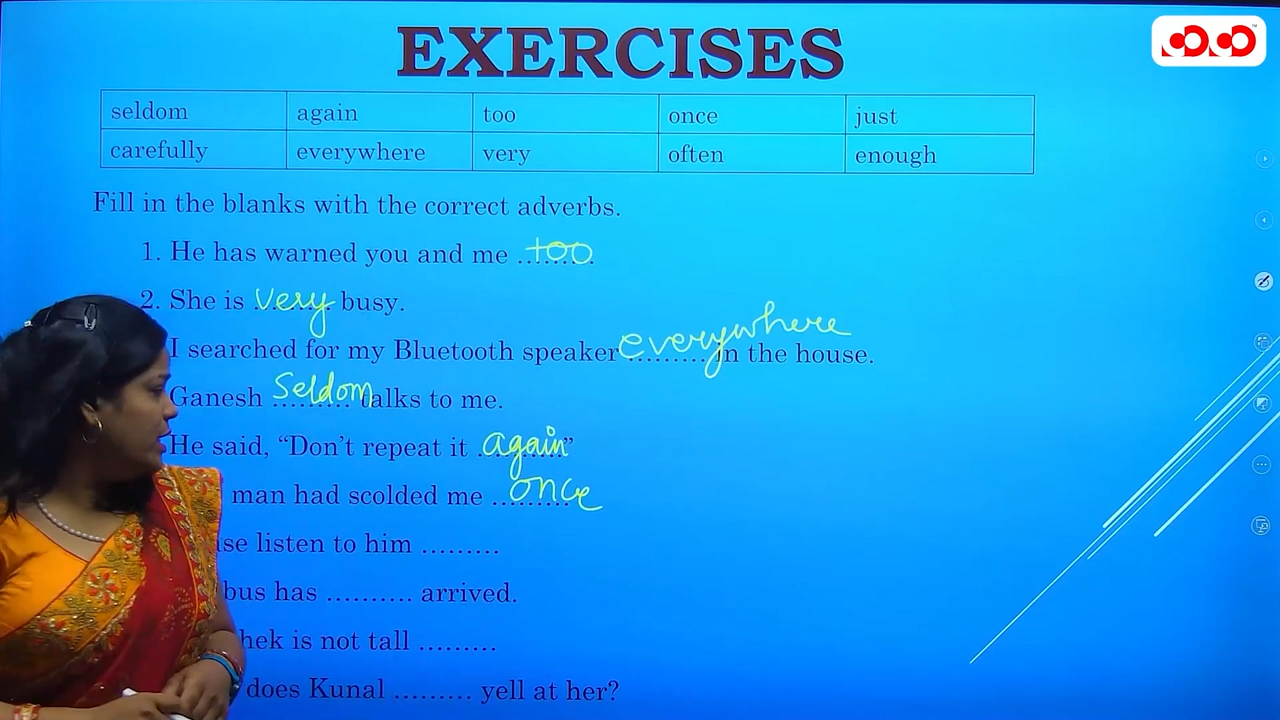 EXERCISES
seldom again too once just
carefully everywhere very often enough
Fill in the blanks with the correct adverbs.
1. He has warned you and me ...too...
2. She is ...very... busy.
I searched for my Bluetooth speaker ...everywhere... in the house.
Ganesh ...Seldom... talks to me.
He said, “Don’t repeat it ...again...”
man had scolded me ...once...
listen to him .........
bus has .......... arrived.
is not tall .........
does Kunal ......... yell at her?